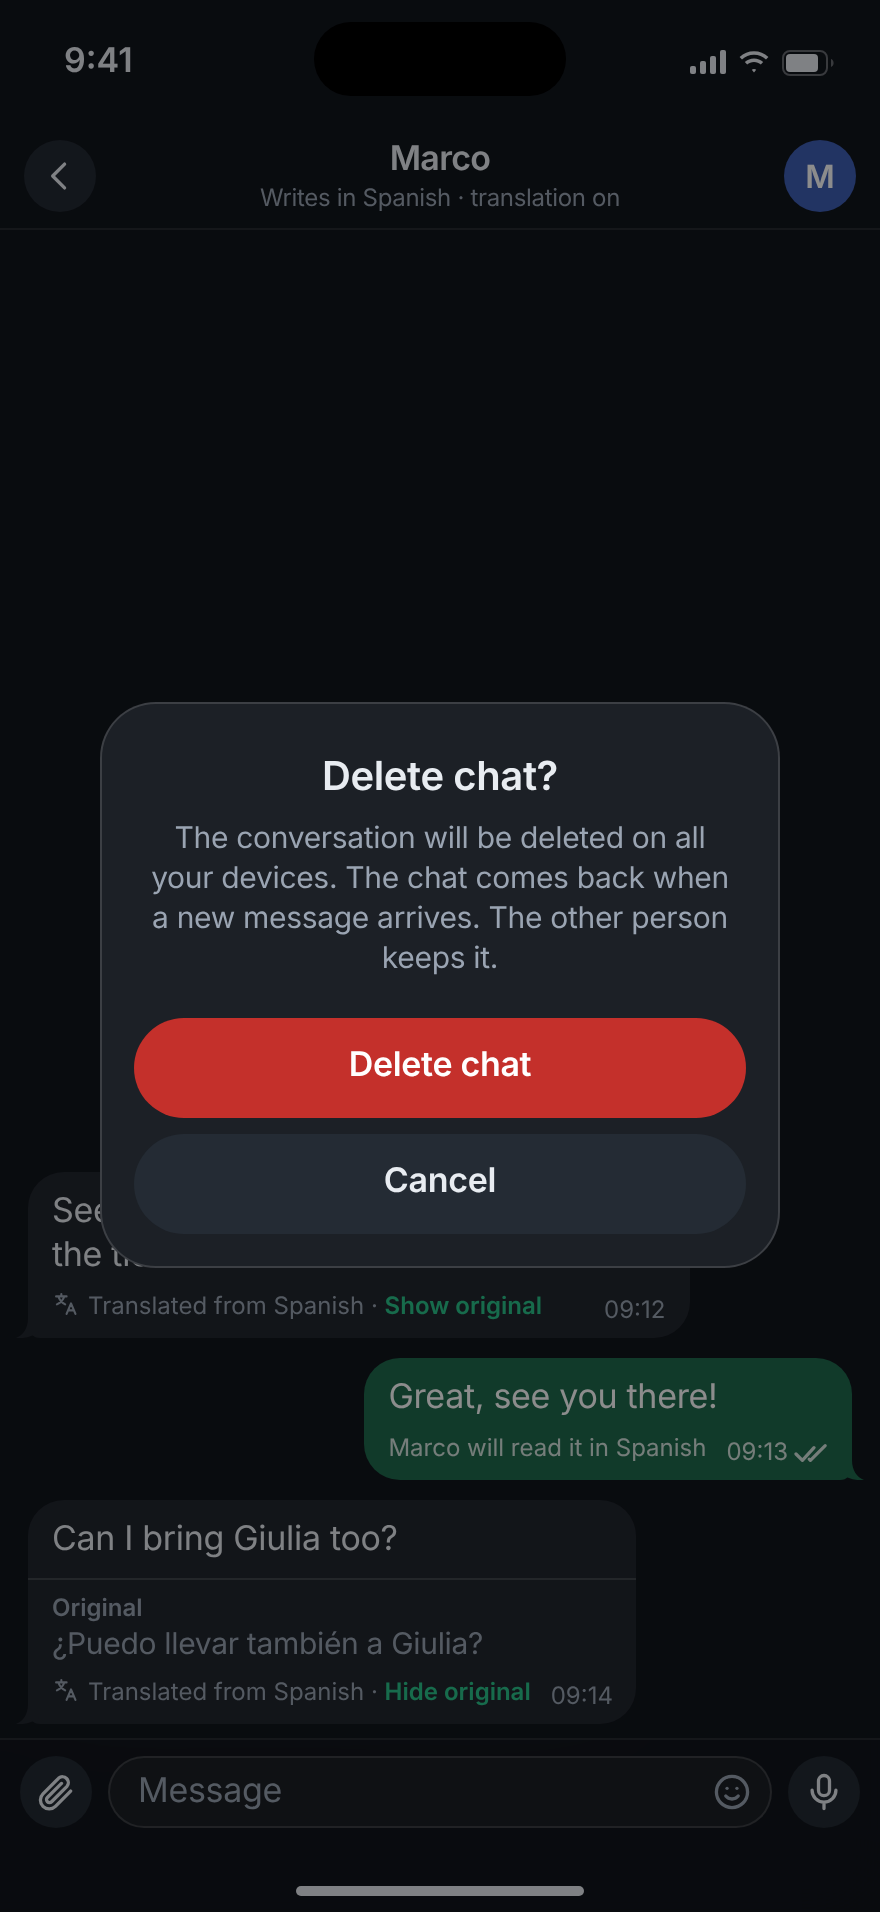 9:41
Marco
Writes in Spanish · translation on
M
Delete chat?
The conversation will be deleted on all
your devices. The chat comes back when
a new message arrives. The other person
keeps it.
Delete chat
Cancel
See
the
Translated from Spanish · Show original 09:12
Great, see you there!
Marco will read it in Spanish 09:13
Can I bring Giulia too?
Original
¿Puedo llevar también a Giulia?
Translated from Spanish · Hide original 09:14
Message